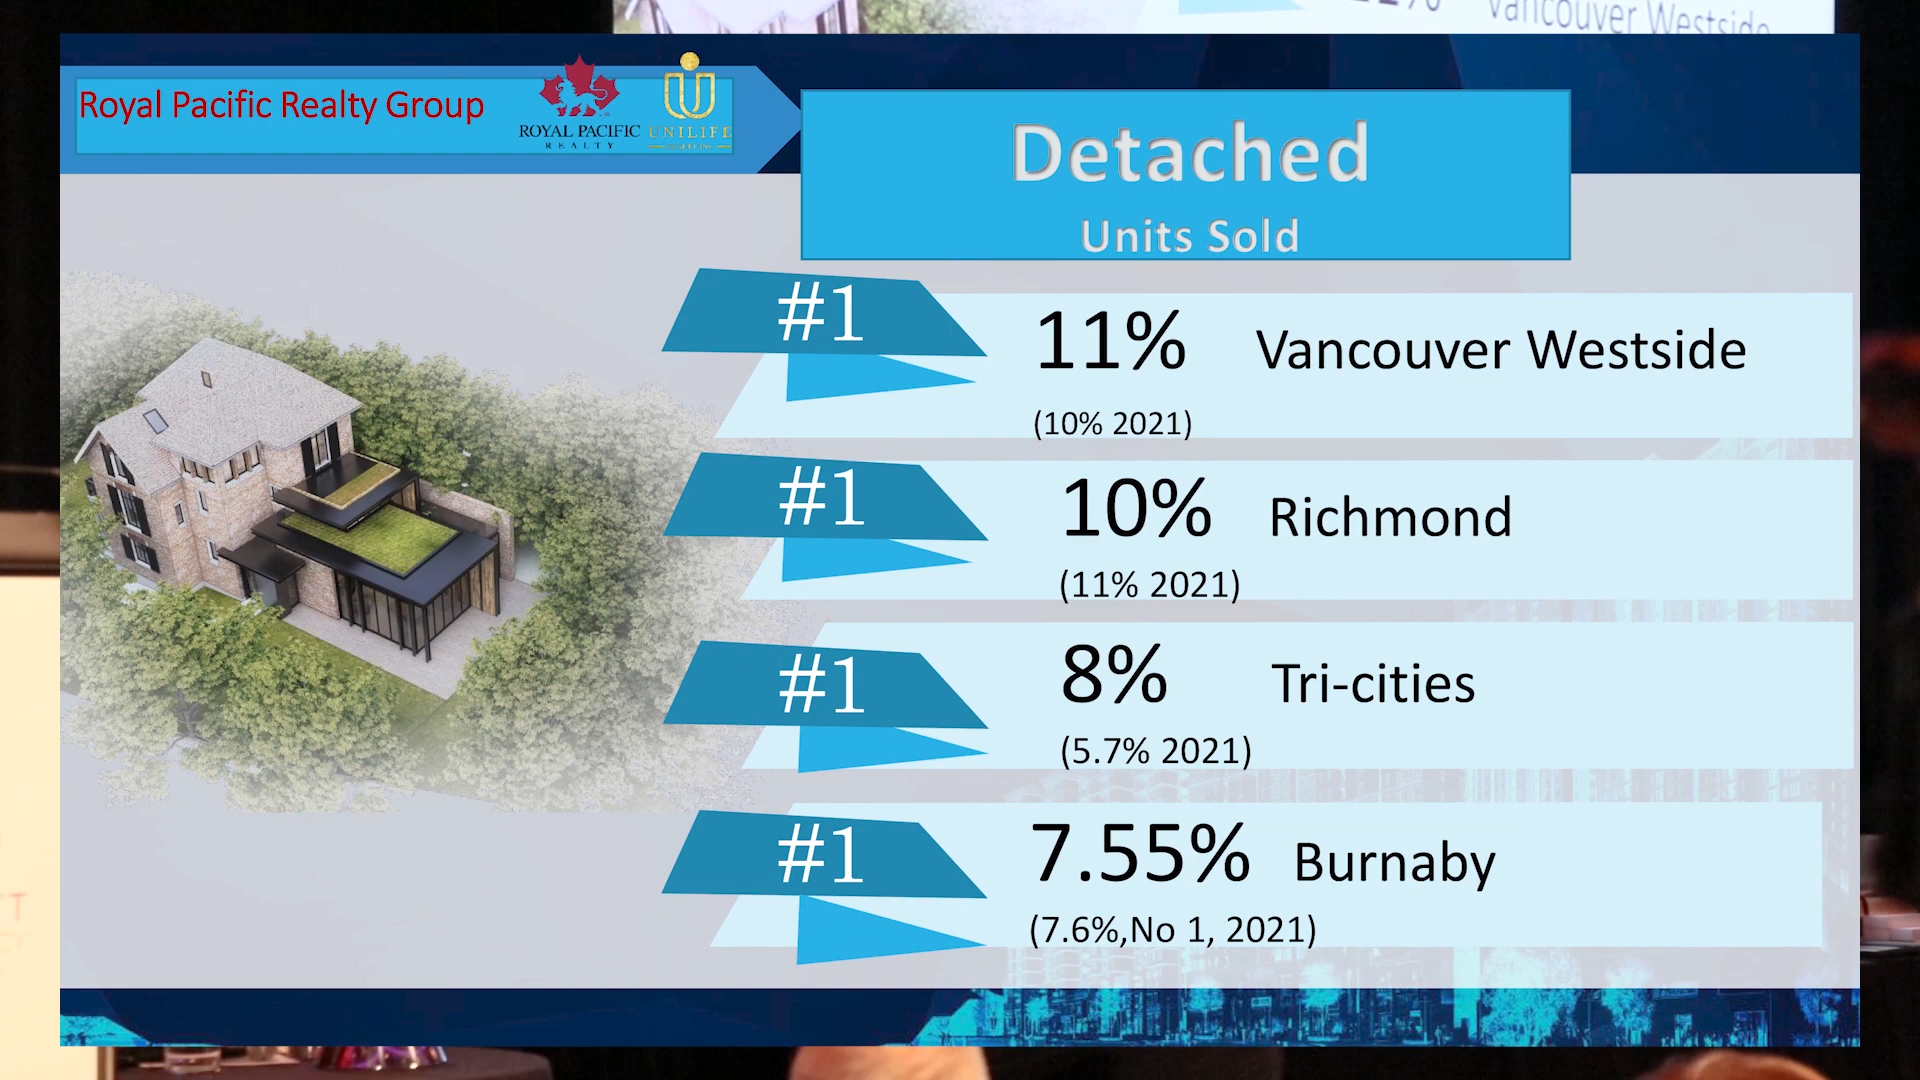 Vancouver Westside
Royal Pacific Realty Group
ROYAL PACIFIC
REALTY
UNILIFE
Detached
Units Sold
#1
11% Vancouver Westside
(10% 2021)
#1
10% Richmond
(11% 2021)
#1
8% Tri-cities
(5.7% 2021)
#1
7.55% Burnaby
(7.6%,No 1, 2021)